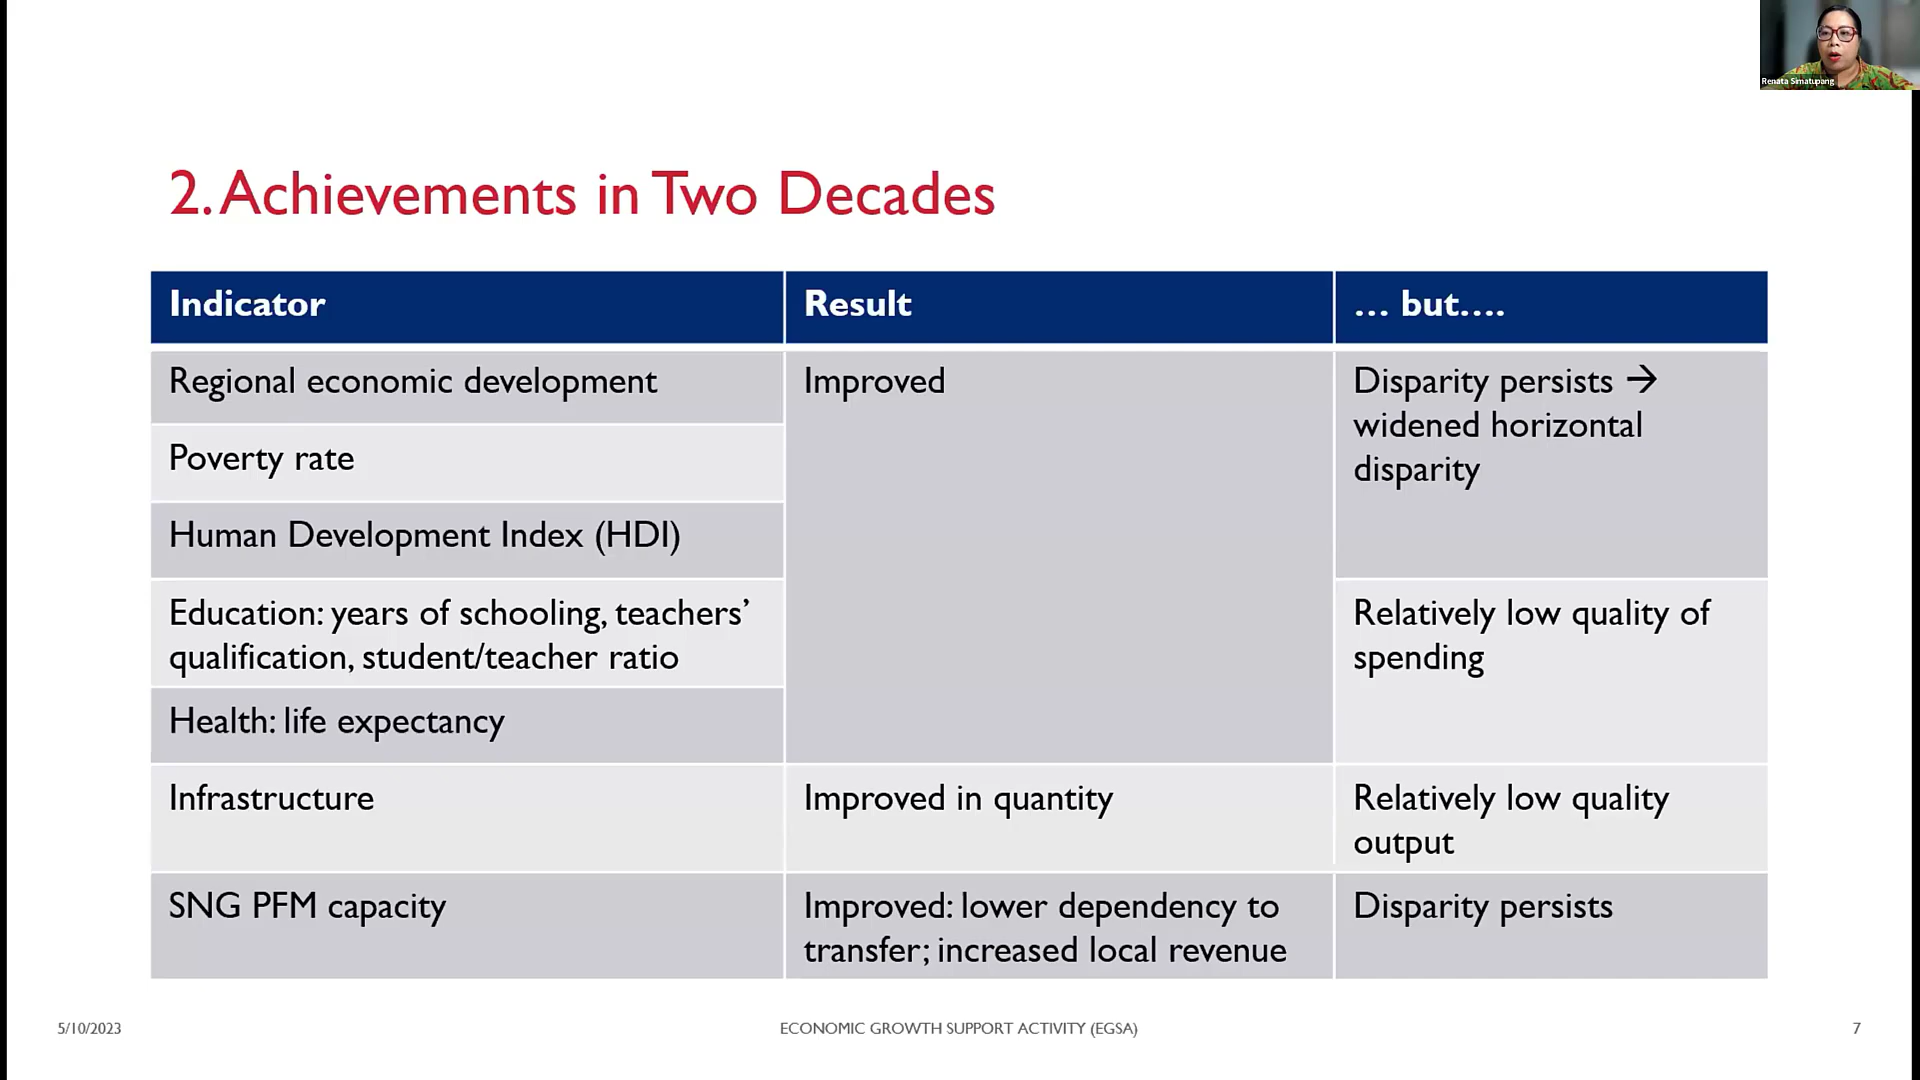 Renata Simatupang
2. Achievements in Two Decades
Indicator
Result
... but....
Regional economic development
Improved
Disparity persists →
widened horizontal
disparity
Poverty rate
Human Development Index (HDI)
Education: years of schooling, teachers’
qualification, student/teacher ratio
Relatively low quality of
spending
Health: life expectancy
Infrastructure
Improved in quantity
Relatively low quality
output
SNG PFM capacity
Improved: lower dependency to
transfer; increased local revenue
Disparity persists
5/10/2023
ECONOMIC GROWTH SUPPORT ACTIVITY (EGSA)
7